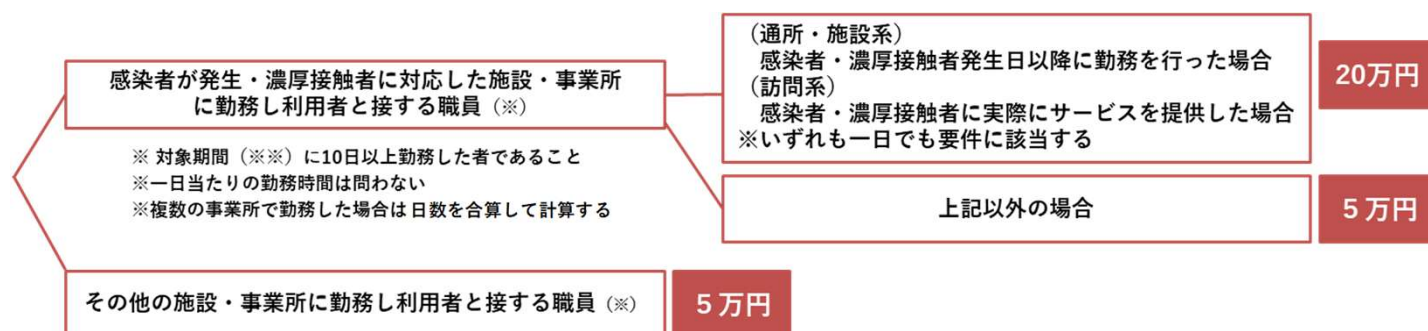 感染者が発生・濃厚接触者に対応した施設・事業所
に勤務し利用者と接する職員（※）
※ 対象期間（※※）に10日以上勤務した者であること
※一日当たりの勤務時間は問わない
※複数の事業所で勤務した場合は日数を合算して計算する
（通所・施設系）
感染者・濃厚接触者発生日以降に勤務を行った場合
（訪問系）
感染者・濃厚接触者に実際にサービスを提供した場合
※いずれも一日でも要件に該当する
20万円
上記以外の場合
５万円
その他の施設・事業所に勤務し利用者と接する職員（※）
５万円